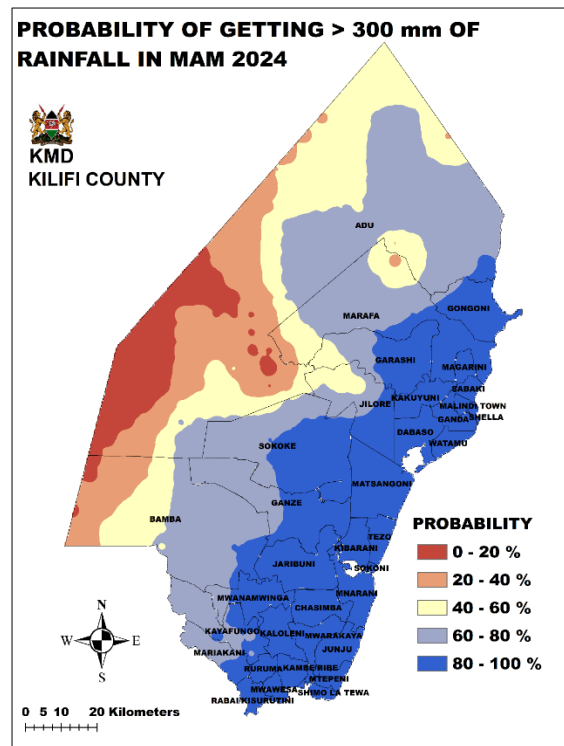 PROBABILITY OF GETTING > 300 mm OF
RAINFALL IN MAM 2024
KMD
KILIFI COUNTY
ADU
MARAFA
GONGONI
GARASHI
MAGARINI
SABAKI
JILORE
KAKUYUNI
MALINDI TOWN
GANDA
SHELLA
DABASO
WATAMU
SOKOKE
MATSANGONI
GANZE
BAMBA
TEZO
KIBARANI
SOKONI
JARIBUNI
MNARANI
MWANAMWINGA
CHASIMBA
KAYAFUNGO
KALOLENI
MWARAKAYA
JUNJU
MARIAKANI
RURUMA
KAMBE/RIBE
MTEPENI
MWAWESA
SHIMO LA TEWA
RABAI/KISURUTINI
PROBABILITY
0 - 20 %
20 - 40 %
40 - 60 %
60 - 80 %
80 - 100 %
N
W
E
S
0 5 10 20 Kilometers